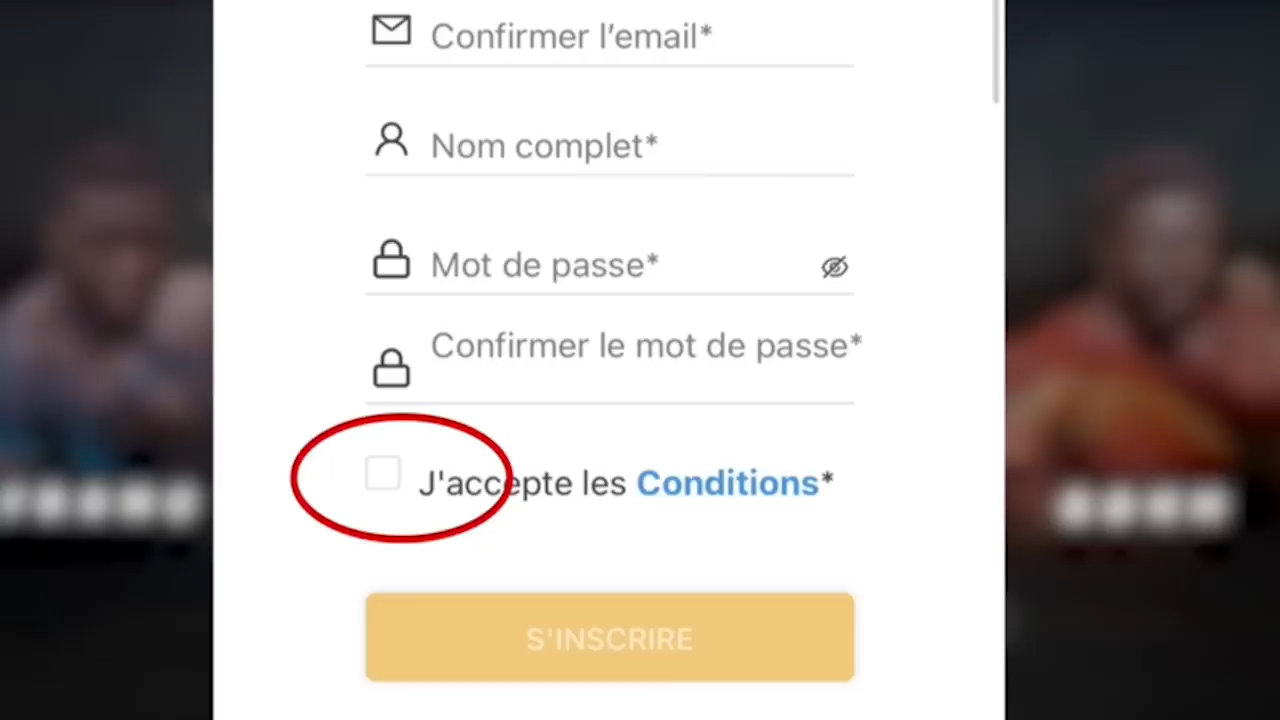 Confirmer l’email*
Nom complet*
Mot de passe*
Confirmer le mot de passe*
J'accepte les Conditions*
S'INSCRIRE